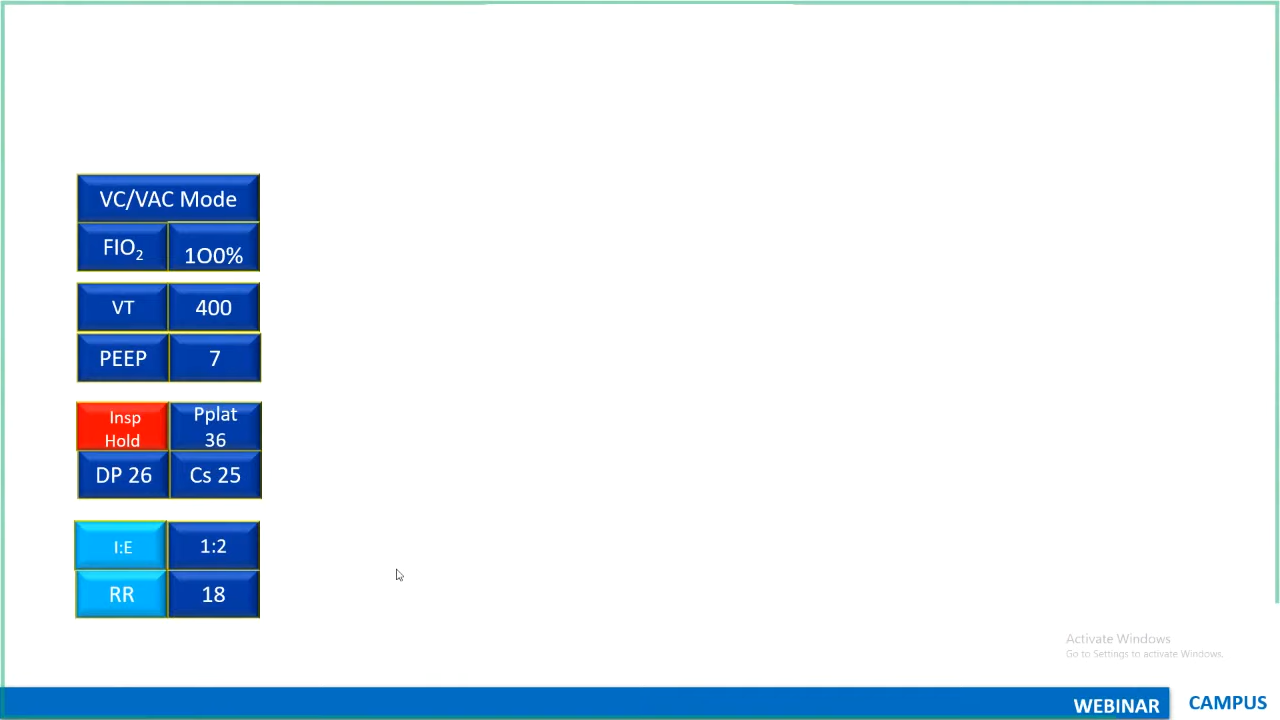 VC/VAC Mode
FIO2 1O0%
VT 400
PEEP 7
Insp Hold
Pplat 36
DP 26 Cs 25
I:E 1:2
RR 18
Activate Windows
Go to Settings to activate Windows.
WEBINAR CAMPUS